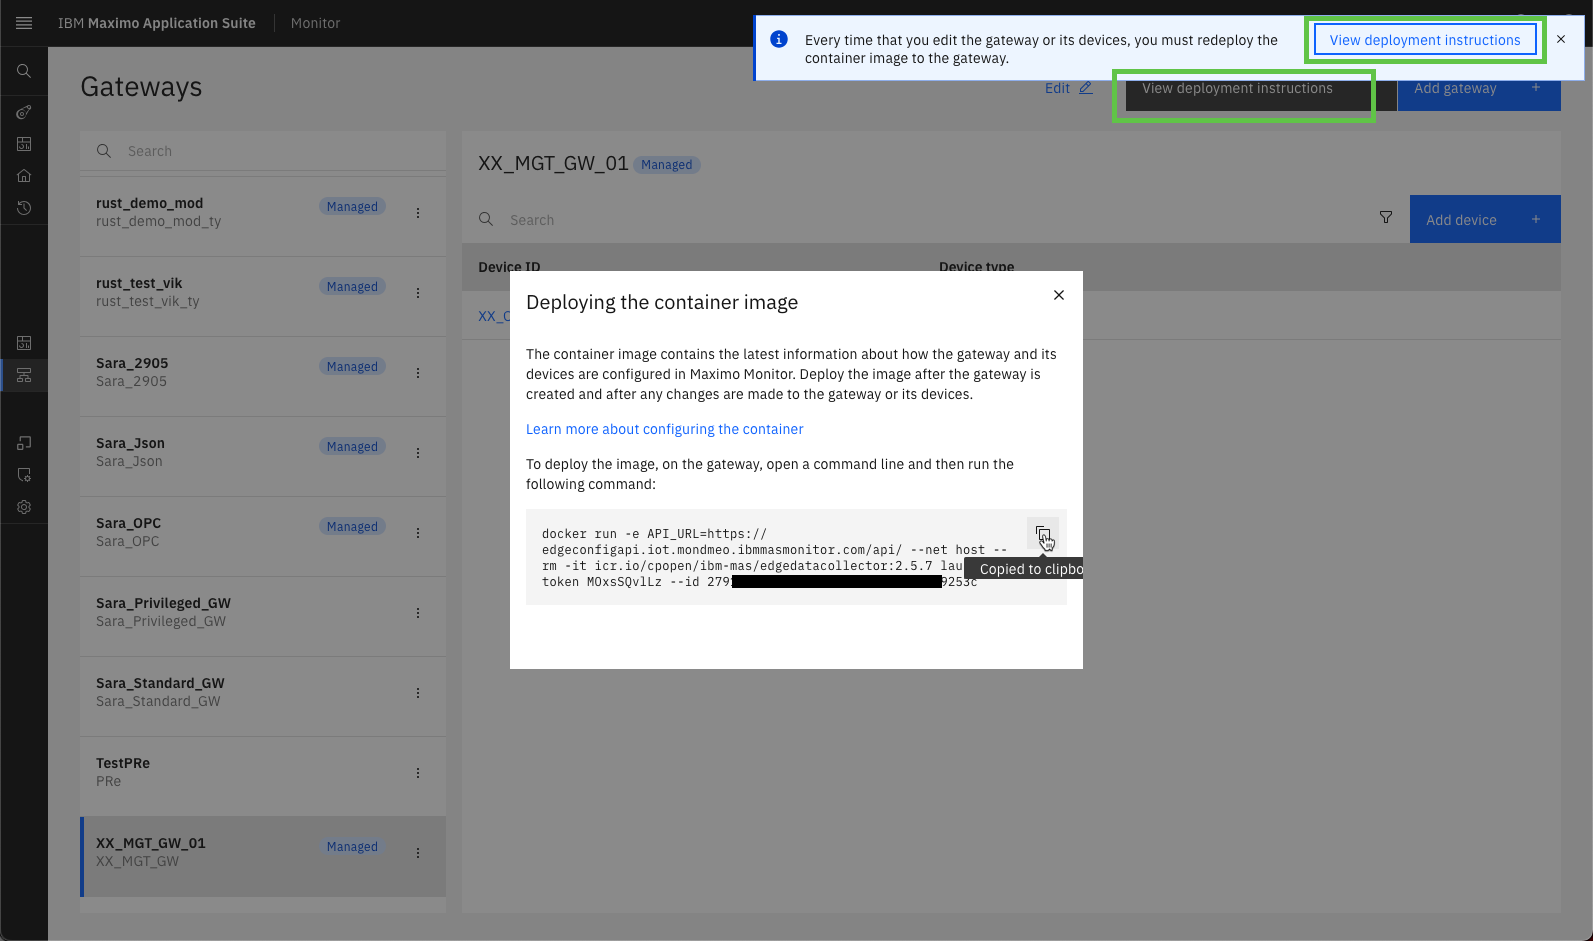 IBM Maximo Application Suite
Monitor
Every time that you edit the gateway or its devices, you must redeploy the
container image to the gateway.
View deployment instructions
Gateways
Edit
View deployment instructions
Add gateway +
Search
rust_demo_mod
rust_demo_mod_ty
Managed
rust_test_vik
rust_test_vik_ty
Managed
Sara_2905
Sara_2905
Managed
Sara_Json
Sara_Json
Managed
Sara_OPC
Sara_OPC
Managed
Sara_Privileged_GW
Sara_Privileged_GW
Sara_Standard_GW
Sara_Standard_GW
TestPRe
PRe
XX_MGT_GW_01
XX_MGT_GW
Managed
XX_MGT_GW_01 Managed
Search
Add device +
Device ID
Device type
Deploying the container image
The container image contains the latest information about how the gateway and its
devices are configured in Maximo Monitor. Deploy the image after the gateway is
created and after any changes are made to the gateway or its devices.
Learn more about configuring the container
To deploy the image, on the gateway, open a command line and then run the
following command:
docker run -e API_URL=https://
edgeconfigapi.iot.mondmeo.ibmmasmonitor.com/api/ --net host --
rm -it icr.io/cpopen/ibm-mas/edgedatacollector:2.5.7 lau
token MOxsSQvlLz --id 279
9253c
Copied to clipbo